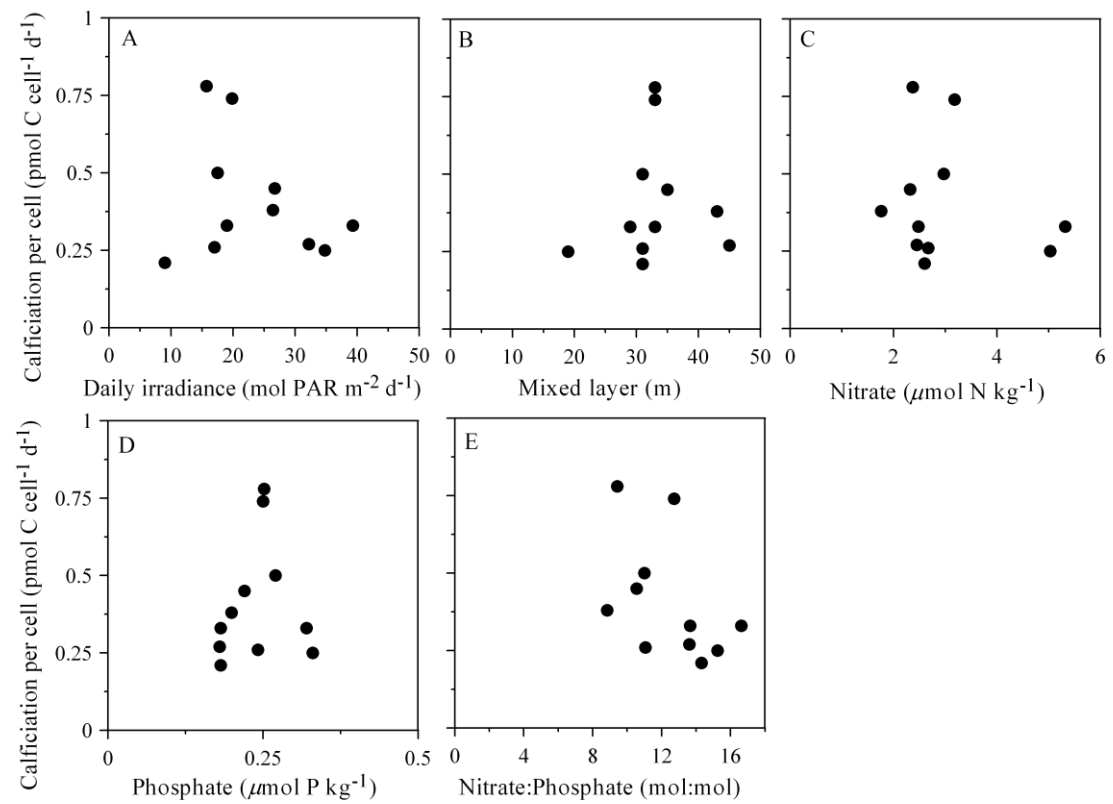 Calficiation per cell (pmol C cell-1 d-1)
A
1
0.75
0.5
0.25
0
0 10 20 30 40 50
Daily irradiance (mol PAR m-2 d-1)
B
0 10 20 30 40 50
Mixed layer (m)
C
0 2 4 6
Nitrate (μmol N kg-1)
Calficiation per cell (pmol C cell-1 d-1)
D
1
0.75
0.5
0.25
0
0 0.25 0.5
Phosphate (μmol P kg-1)
E
0 4 8 12 16
Nitrate:Phosphate (mol:mol)